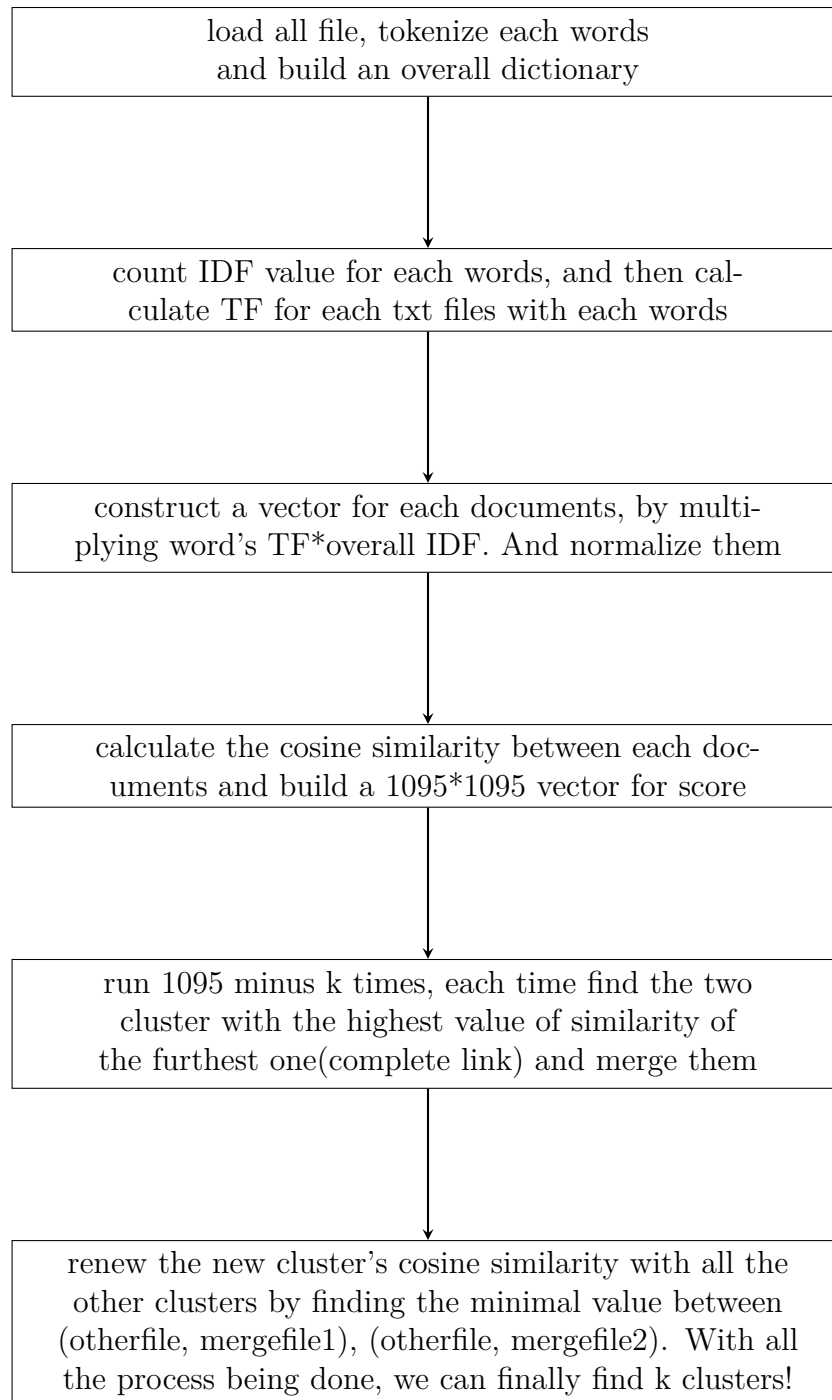 load all file, tokenize each words
and build an overall dictionary
count IDF value for each words, and then cal-
culate TF for each txt files with each words
construct a vector for each documents, by multi-
plying word's TF*overall IDF. And normalize them
calculate the cosine similarity between each doc-
uments and build a 1095*1095 vector for score
run 1095 minus k times, each time find the two
cluster with the highest value of similarity of
the furthest one(complete link) and merge them
renew the new cluster's cosine similarity with all the
other clusters by finding the minimal value between
(otherfile, mergefile1), (otherfile, mergefile2). With all
the process being done, we can finally find k clusters!